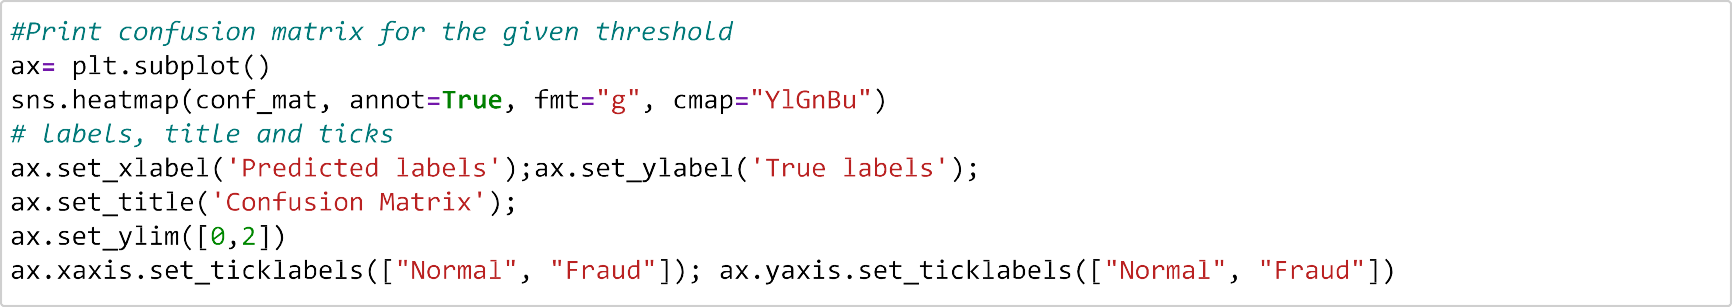 #Print confusion matrix for the given threshold
ax= plt.subplot()
sns.heatmap(conf_mat, annot=True, fmt="g", cmap="YlGnBu")
# labels, title and ticks
ax.set_xlabel('Predicted labels');ax.set_ylabel('True labels');
ax.set_title('Confusion Matrix');
ax.set_ylim([0,2])
ax.xaxis.set_ticklabels(["Normal", "Fraud"]); ax.yaxis.set_ticklabels(["Normal", "Fraud"])